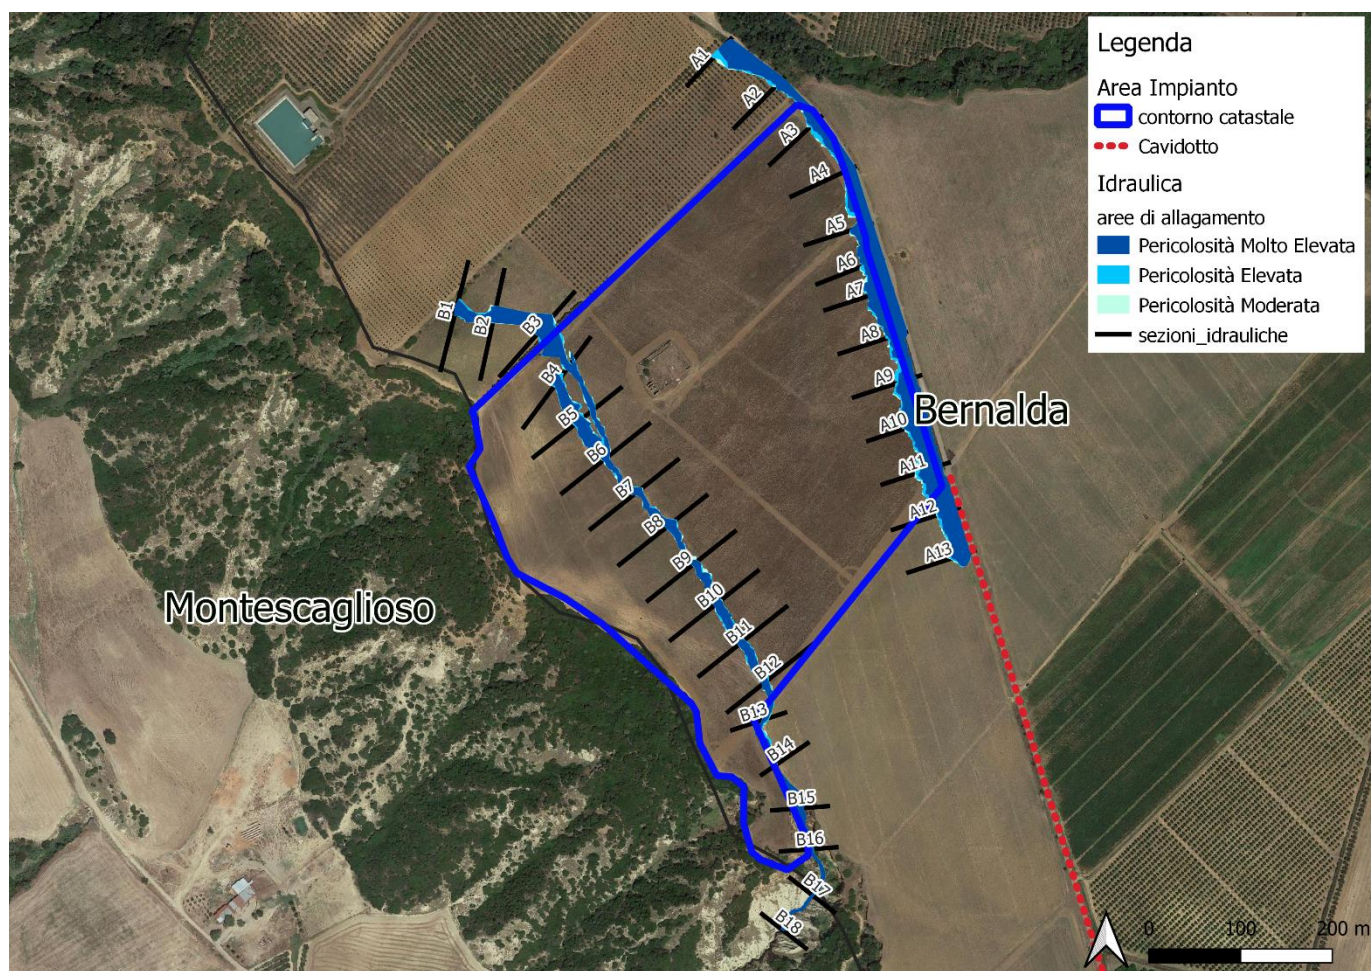 Legenda
Area Impianto
contorno catastale
Cavidotto
Idraulica
aree di allagamento
Pericolosità Molto Elevata
Pericolosità Elevata
Pericolosità Moderata
sezioni_idrauliche
A1
A2
A3
A4
A5
A6
A7
A8
A9
A10
A11
A12
A13
Bernalda
B1
B2
B3
B4
B5
B6
B7
B8
B9
B10
B11
B12
B13
B14
B15
B16
B17
B18
Montescaglioso
0 100 200 m